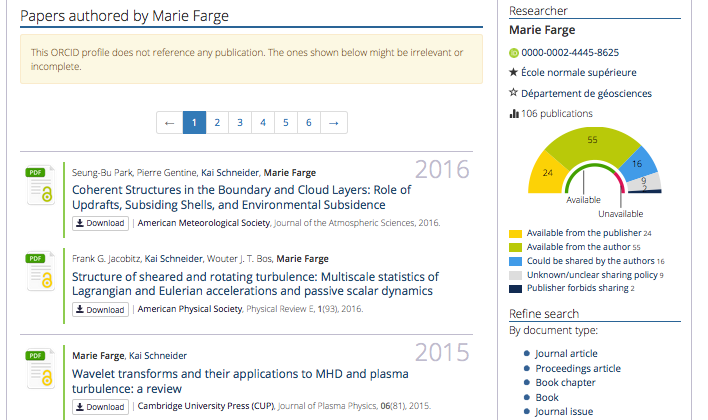 Papers authored by Marie Farge
This ORCID profile does not reference any publication. The ones shown below might be irrelevant or
incomplete.
← 1 2 3 4 5 6 →
2016
PDF
Seung-Bu Park, Pierre Gentine, Kai Schneider, Marie Farge
Coherent Structures in the Boundary and Cloud Layers: Role of
Updrafts, Subsiding Shells, and Environmental Subsidence
Download | American Meteorological Society, Journal of the Atmospheric Sciences, 2016.
PDF
Frank G. Jacobitz, Kai Schneider, Wouter J. T. Bos, Marie Farge
Structure of sheared and rotating turbulence: Multiscale statistics of
Lagrangian and Eulerian accelerations and passive scalar dynamics
Download | American Physical Society, Physical Review E, 1(93), 2016.
2015
PDF
Marie Farge, Kai Schneider
Wavelet transforms and their applications to MHD and plasma
turbulence: a review
Download | Cambridge University Press (CUP), Journal of Plasma Physics, 06(81), 2015.
Researcher
Marie Farge
iD 0000-0002-4445-8625
École normale supérieure
Département de géosciences
106 publications
55
24
16
9
2
Available
Unavailable
Available from the publisher 24
Available from the author 55
Could be shared by the authors 16
Unknown/unclear sharing policy 9
Publisher forbids sharing 2
Refine search
By document type:
Journal article
Proceedings article
Book chapter
Book
Journal issue